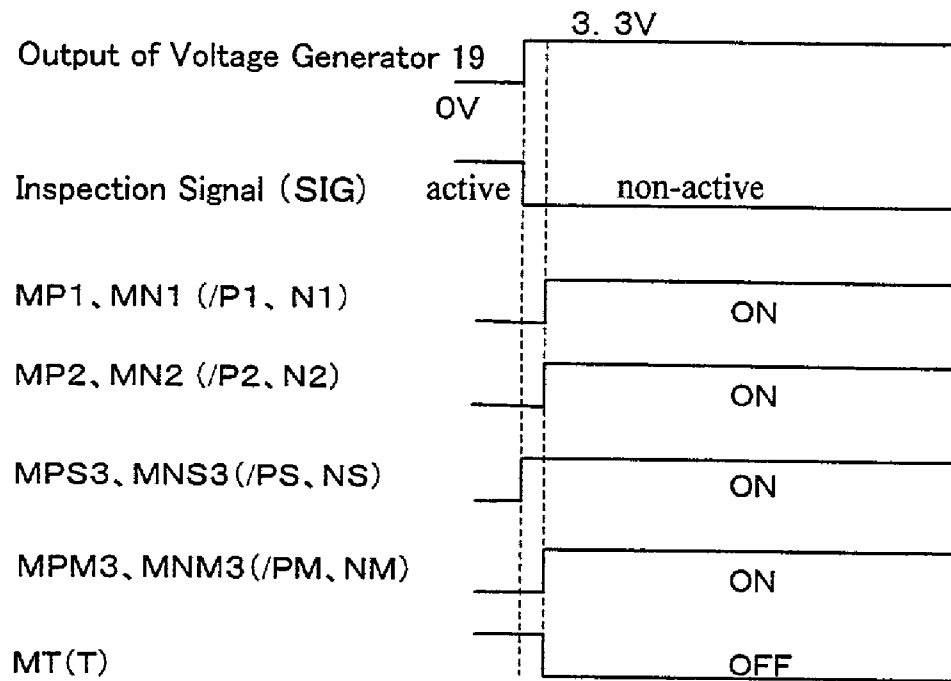 3. 3V
Output of Voltage Generator 19
0V
Inspection Signal (SIG) active non-active
MP1、MN1 (/P1、N1) ON
MP2、MN2 (/P2、N2) ON
MPS3、MNS3(/PS、NS) ON
MPM3、MNM3(/PM、NM) ON
MT(T) OFF